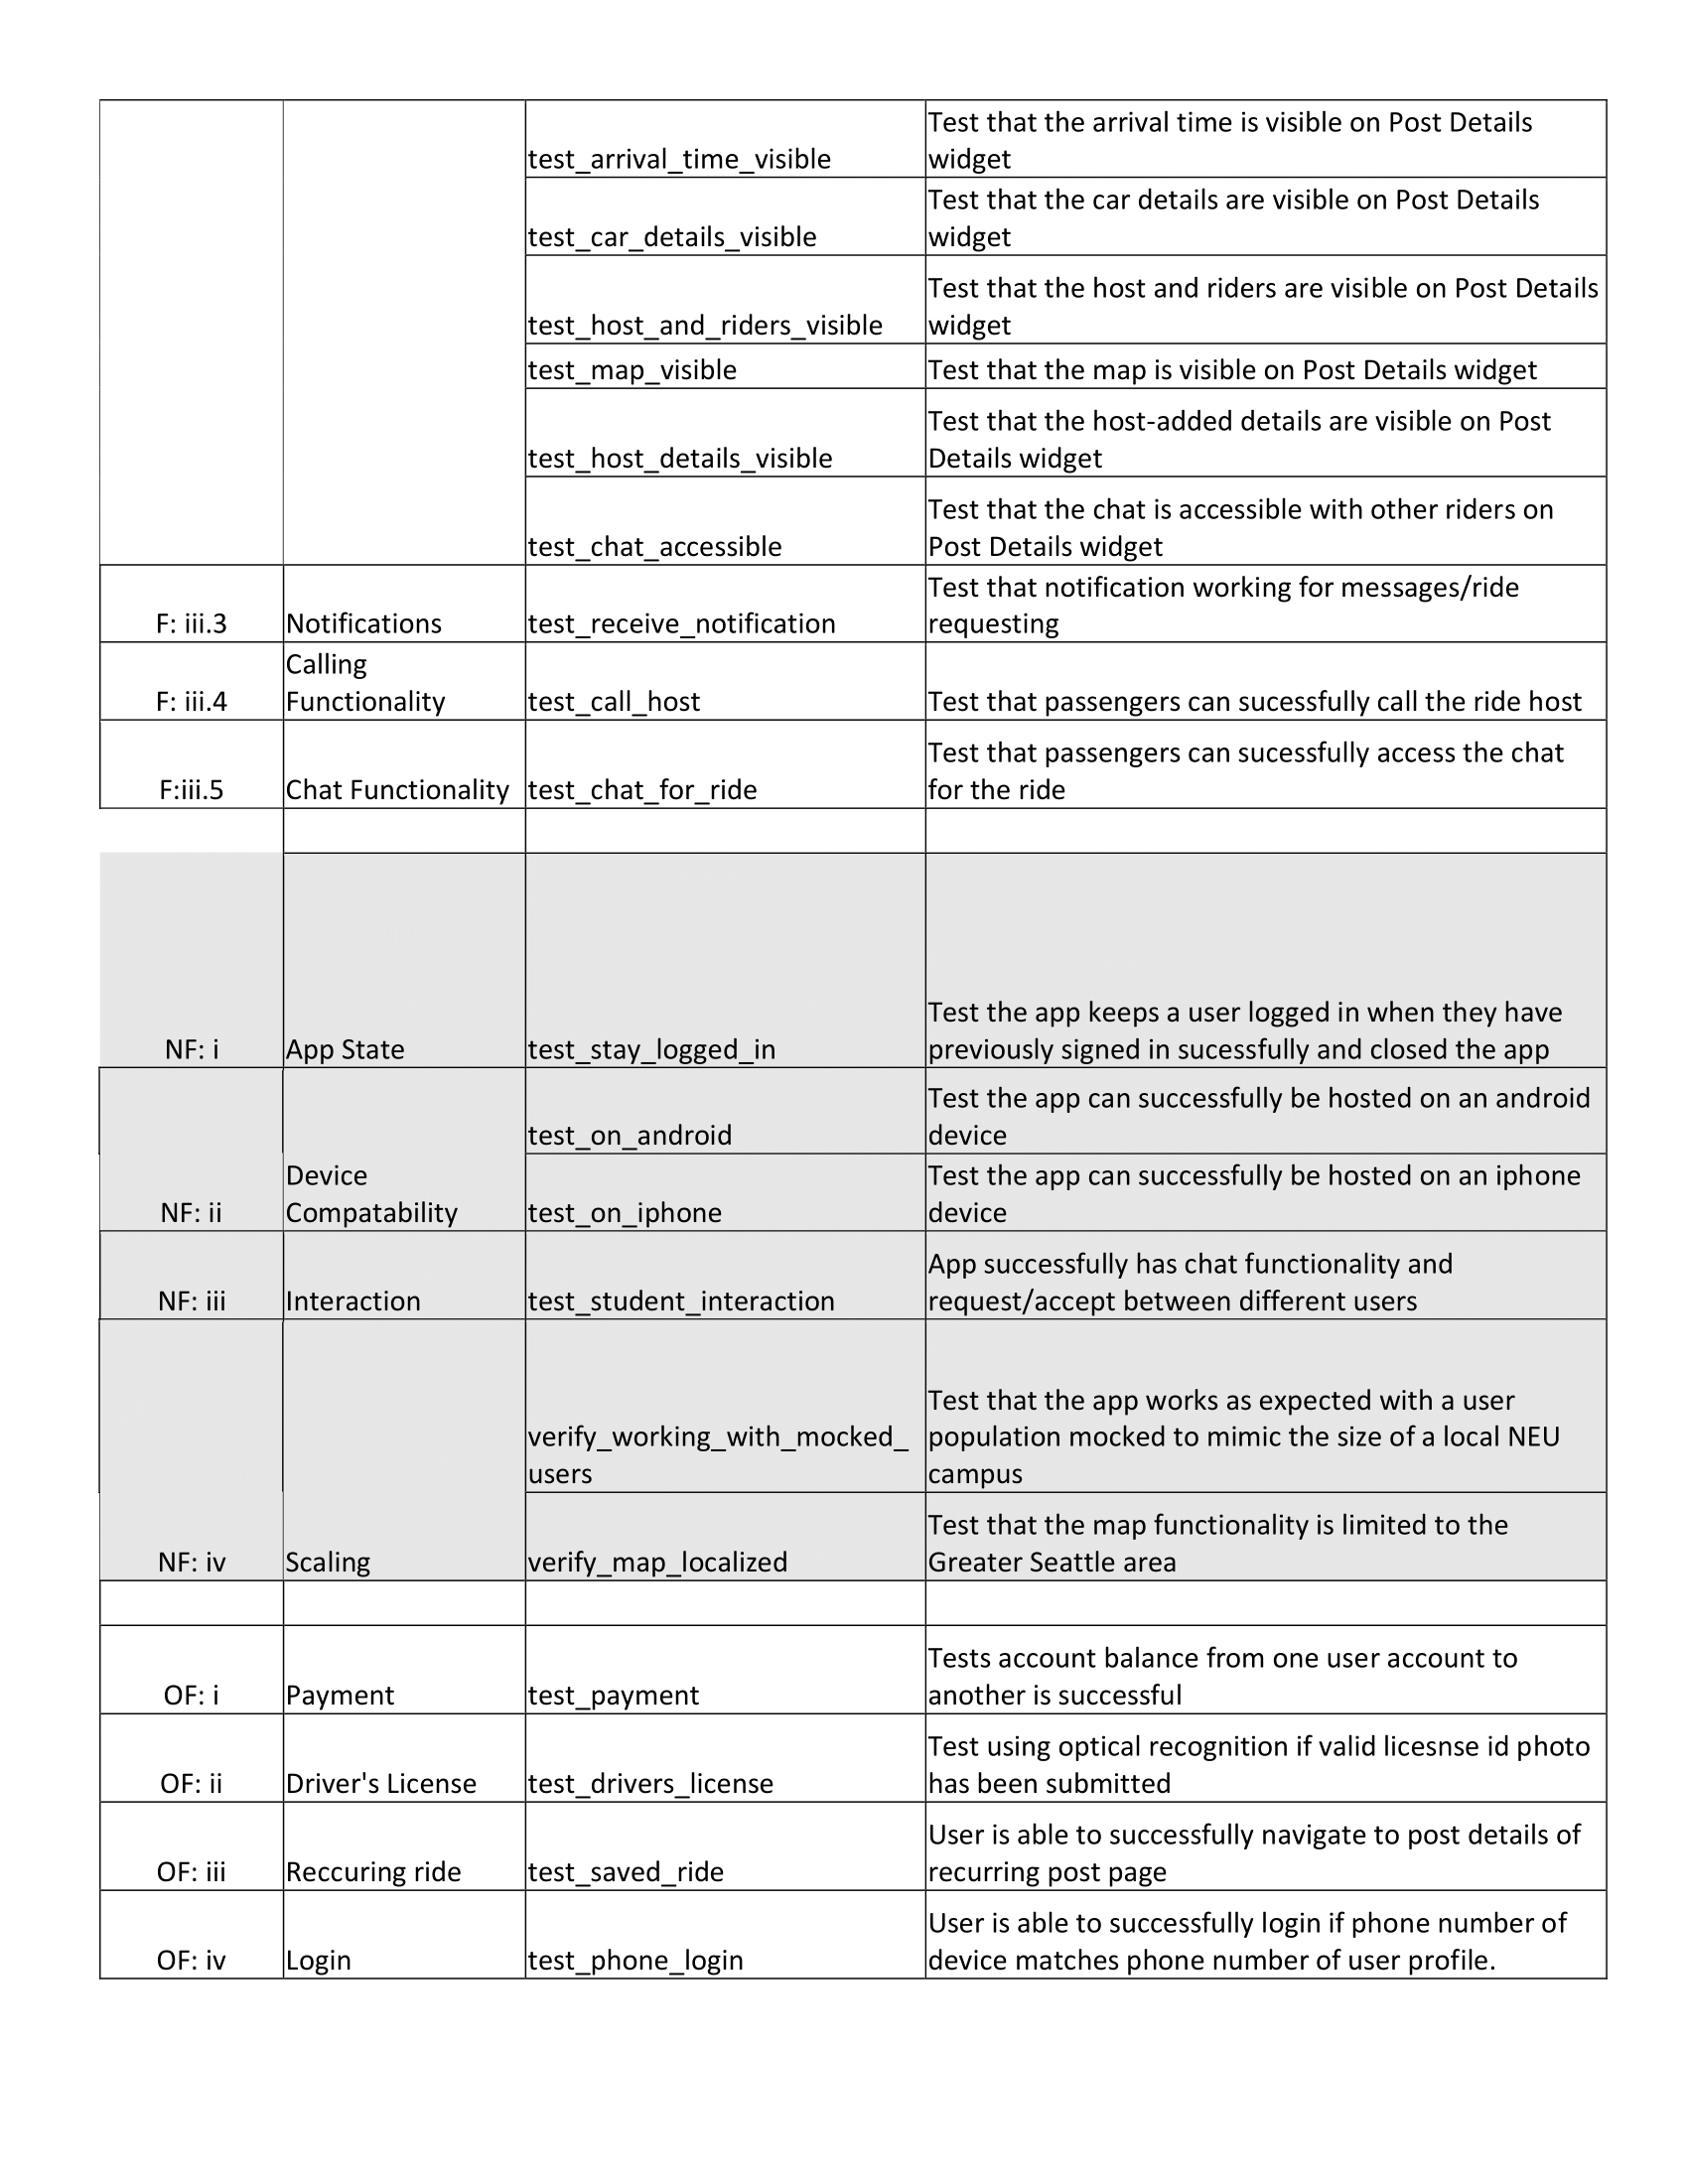 Test that the arrival time is visible on Post Details
test_arrival_time_visible widget
Test that the car details are visible on Post Details
test_car_details_visible widget
Test that the host and riders are visible on Post Details
test_host_and_riders_visible widget
test_map_visible Test that the map is visible on Post Details widget
Test that the host-added details are visible on Post
test_host_details_visible Details widget
Test that the chat is accessible with other riders on
test_chat_accessible Post Details widget
Test that notification working for messages/ride
F: iii.3 Notifications test_receive_notification requesting
Calling
F: iii.4 Functionality test_call_host Test that passengers can sucessfully call the ride host
Test that passengers can sucessfully access the chat
F:iii.5 Chat Functionality test_chat_for_ride for the ride
Test the app keeps a user logged in when they have
NF: i App State test_stay_logged_in previously signed in sucessfully and closed the app
Test the app can successfully be hosted on an android
test_on_android device
Device Test the app can successfully be hosted on an iphone
NF: ii Compatability test_on_iphone device
App successfully has chat functionality and
NF: iii Interaction test_student_interaction request/accept between different users
Test that the app works as expected with a user
verify_working_with_mocked_ population mocked to mimic the size of a local NEU
users campus
Test that the map functionality is limited to the
NF: iv Scaling verify_map_localized Greater Seattle area
Tests account balance from one user account to
OF: i Payment test_payment another is successful
Test using optical recognition if valid licesnse id photo
OF: ii Driver's License test_drivers_license has been submitted
User is able to successfully navigate to post details of
OF: iii Reccuring ride test_saved_ride recurring post page
User is able to successfully login if phone number of
OF: iv Login test_phone_login device matches phone number of user profile.